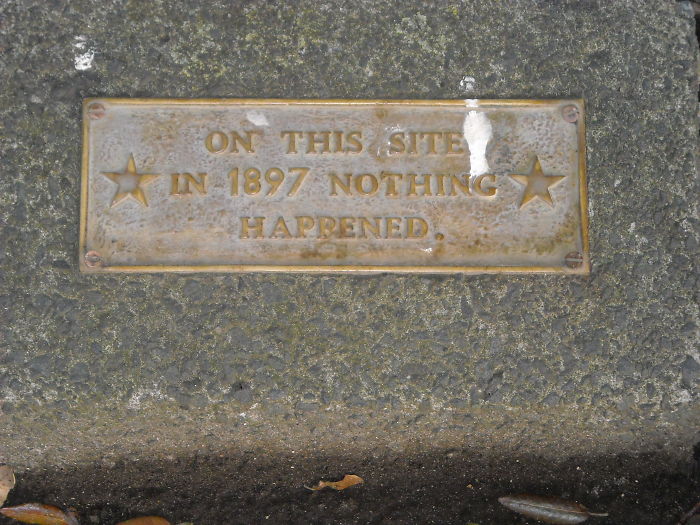 ON THIS SITE
IN 1897 NOTHING
HAPPENED.